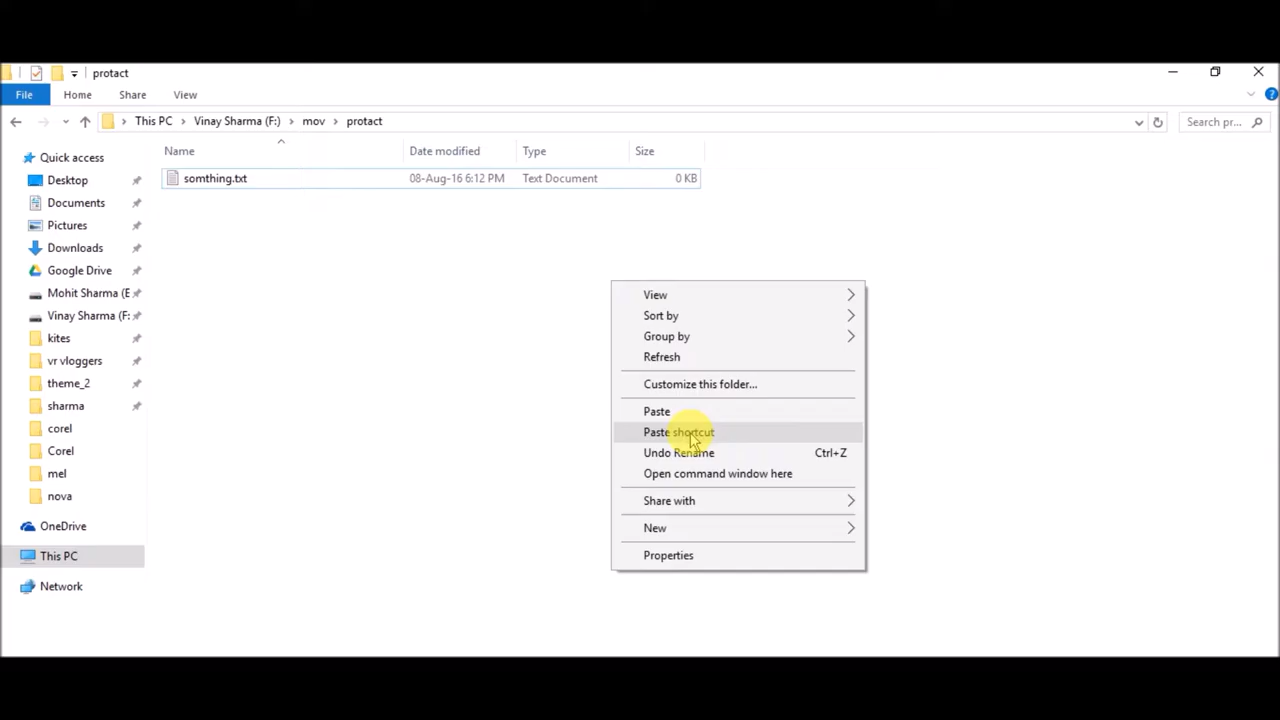 protact
File Home Share View
This PC Vinay Sharma (F:) mov protact Search pr...
Name Date modified Type Size
somthing.txt 08-Aug-16 6:12 PM Text Document 0 KB
Quick access
Desktop
Documents
Pictures
Downloads
Google Drive
Mohit Sharma (E
Vinay Sharma (F:
kites
vr vloggers
theme_2
sharma
corel
Corel
mel
nova
OneDrive
This PC
Network
View
Sort by
Group by
Refresh
Customize this folder...
Paste
Paste shortcut
Undo Rename Ctrl+Z
Open command window here
Share with
New
Properties